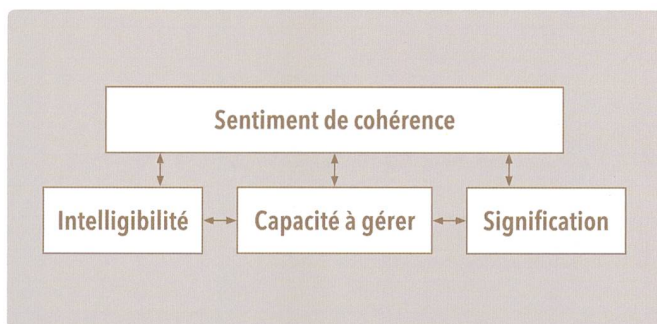 Sentiment de cohérence
Intelligibilité
Capacité à gérer
Signification